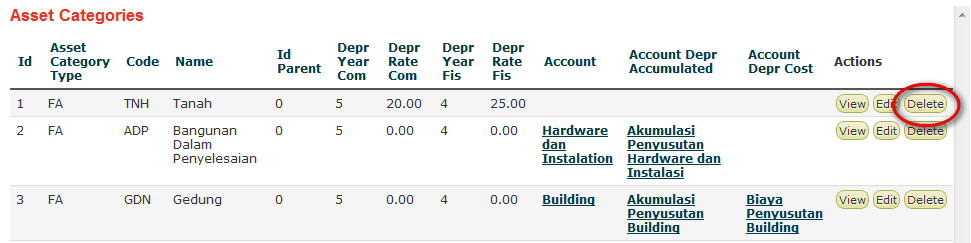 Asset Categories
Id Asset Category Type Code Name Id Parent Depr Year Com Depr Rate Com Depr Year Fis Depr Rate Fis Account Account Depr Accumulated Account Depr Cost Actions
1 FA TNH Tanah 0 5 20.00 4 25.00 View Edit Delete
2 FA ADP Bangunan Dalam Penyelesaian 0 5 0.00 4 0.00 Hardware dan Instalation Akumulasi Penyusutan Hardware dan Instalasi View Edit Delete
3 FA GDN Gedung 0 5 0.00 4 0.00 Building Akumulasi Penyusutan Building Biaya Penyusutan Building View Edit Delete